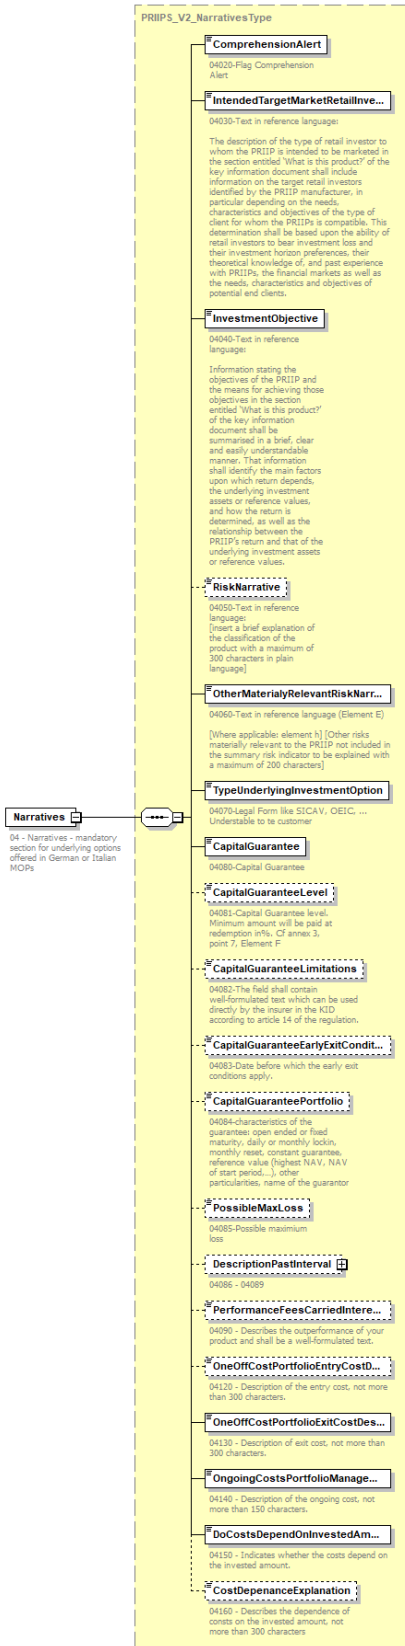 PRIIPS_V2_NarrativesType
ComprehensionAlert
04020-Flag Comprehension
Alert
IntendedTargetMarketRetailInve...
04030-Text in reference language:
The description of the type of retail investor to
whom the PRIIP is intended to be marketed in
the section entitled 'What is this product?' of the
key information document shall include
information on the target retail investors
identified by the PRIIP manufacturer, in
particular depending on the needs,
characteristics and objectives of the type of
client for whom the PRIIPs is compatible. This
determination shall be based upon the ability of
retail investors to bear investment loss and
their investment horizon preferences, their
theoretical knowledge of, and past experience
with PRIIPs, the financial markets as well as
the needs, characteristics and objectives of
potential end clients.
InvestmentObjective
04040-Text in reference
language:
Information stating the
objectives of the PRIIP and
the means for achieving those
objectives in the section
entitled 'What is this product?'
of the key information
document shall be
summarised in a brief, clear
and easily understandable
manner. That information
shall identify the main factors
upon which return depends,
the underlying investment
assets or reference values,
and how the return is
determined, as well as the
relationship between the
PRIIP's return and that of the
underlying investment assets
or reference values.
RiskNarrative
04050-Text in reference
language:
[insert a brief explanation of
the classification of the
product with a maximum of
300 characters in plain
language]
OtherMaterialyRelevantRiskNarr...
04060-Text in reference language (Element E)
[Where applicable: element h] [Other risks
materially relevant to the PRIIP not included in
the summary risk indicator to be explained with
a maximum of 200 characters]
TypeUnderlyingInvestmentOption
04070-Legal Form like SICAV, OEIC, ...
Understable to te customer
Narratives
04 - Narratives - mandatory
section for underlying options
offered in German or Italian
MOPs
CapitalGuarantee
04080-Capital Guarantee
CapitalGuaranteeLevel
04081-Capital Guarantee level.
Minimum amount will be paid at
redemption in%. Cf annex 3,
point 7, Element F
CapitalGuaranteeLimitations
04082-The field shall contain
well-formulated text which can be used
directly by the insurer in the KID
according to article 14 of the regulation.
CapitalGuaranteeEarlyExitCondit...
04083-Date before which the early exit
conditions apply.
CapitalGuaranteePortfolio
04084-characteristics of the
guarantee: open ended or fixed
maturity, daily or monthly lockin,
monthly reset, constant guarantee,
reference value (highest NAV, NAV
of start period,...), other
particularities, name of the guarantor
PossibleMaxLoss
04085-Possible maximium
loss
DescriptionPastInterval
04086 - 04089
PerformanceFeesCarriedIntere...
04090 - Describes the outperformance of your
product and shall be a well-formulated text.
OneOffCostPortfolioEntryCostD...
04120 - Description of the entry cost, not more
than 300 characters.
OneOffCostPortfolioExitCostDes...
04130 - Description of exit cost, not more than
300 characters.
OngoingCostsPortfolioManage...
04140 - Description of the ongoing cost, not
more than 150 characters.
DoCostsDependOnInvestedAm...
04150 - Indicates whether the costs depend on
the invested amount.
CostDepenanceExplanation
04160 - Describes the dependence of
consts on the invested amount, not
more than 300 characters